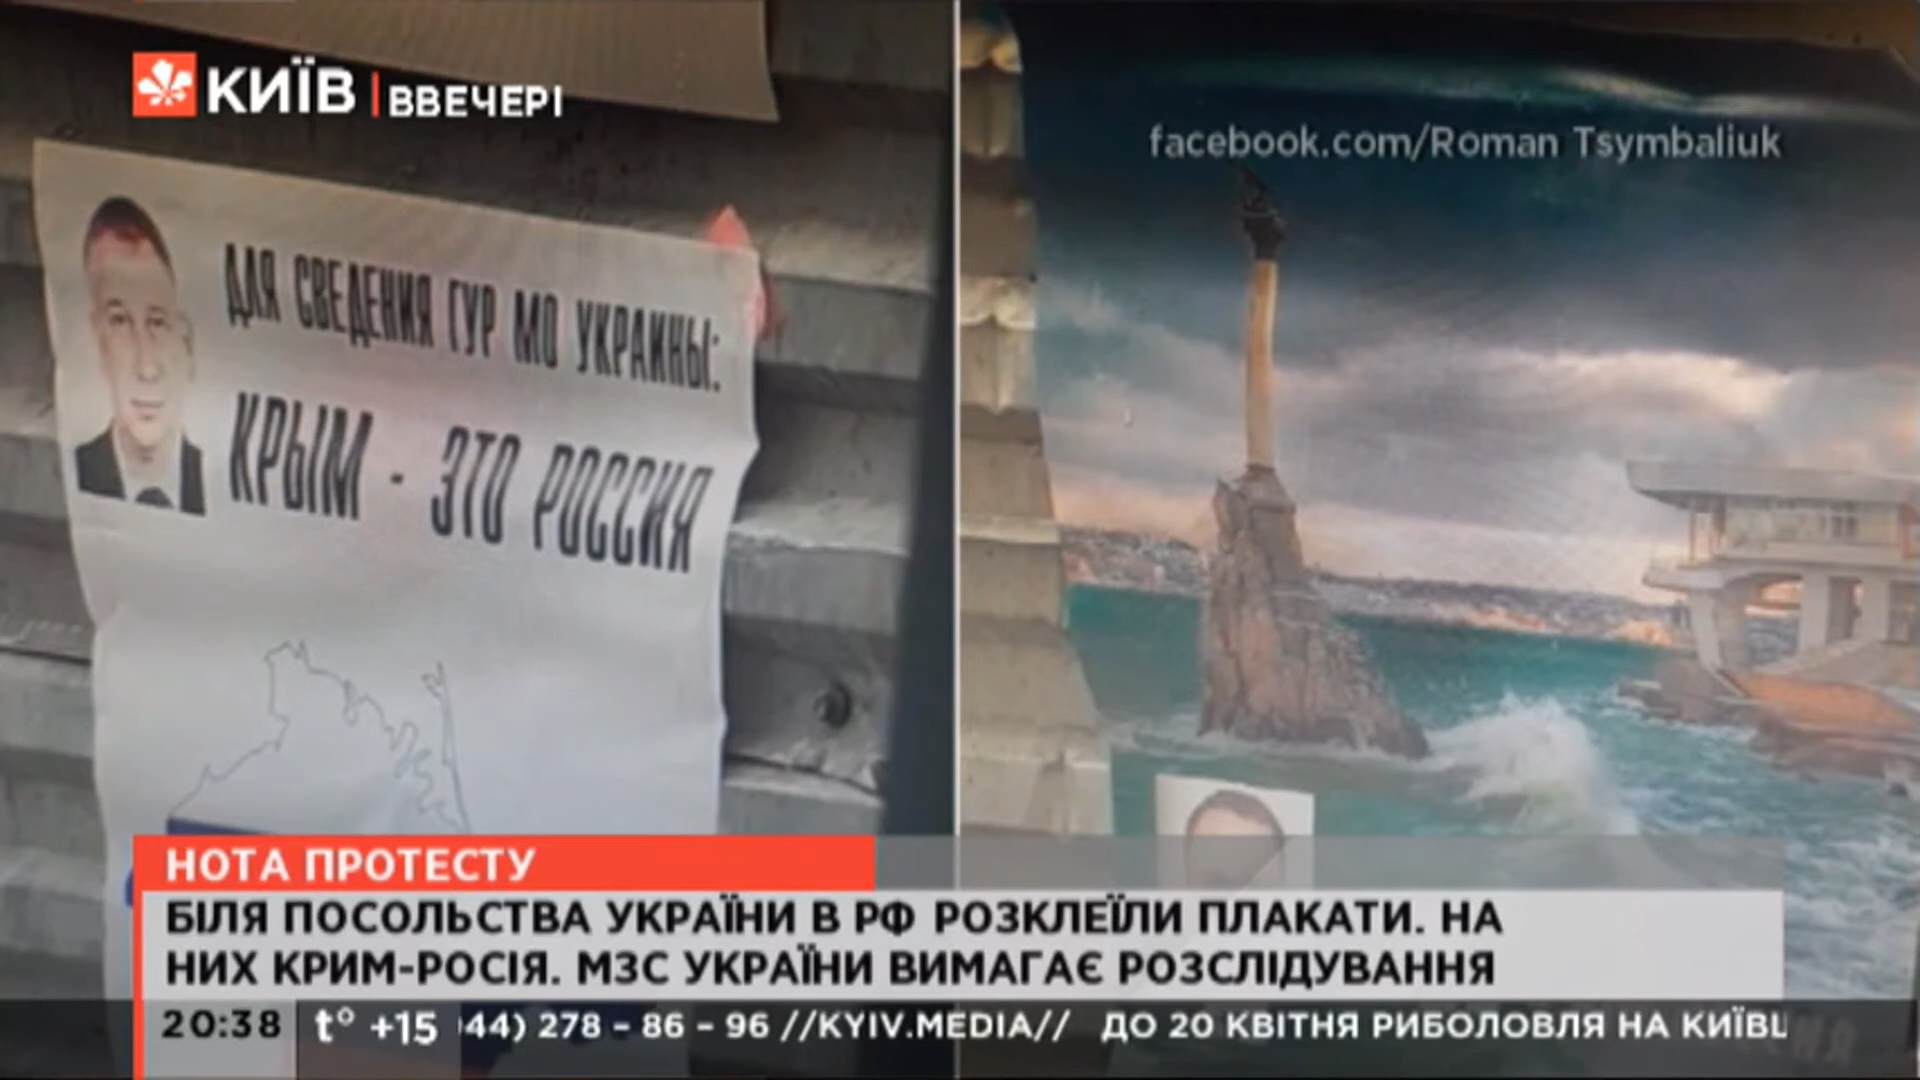 КИЇВ ВВЕЧЕРІ
facebook.com/Roman Tsymbaliuk
ДЛЯ СВЕДЕНИЯ ГУР МО УКРАИНЫ:
КРЫМ - ЭТО РОССИЯ
НОТА ПРОТЕСТУ
БІЛЯ ПОСОЛЬСТВА УКРАЇНИ В РФ РОЗКЛЕЇЛИ ПЛАКАТИ. НА
НИХ КРИМ-РОСІЯ. МЗС УКРАЇНИ ВИМАГАЄ РОЗСЛІДУВАННЯ
20:38 t° +15 44) 278 – 86 – 96 //KYIV.MEDIA// ДО 20 КВІТНЯ РИБОЛОВЛЯ НА